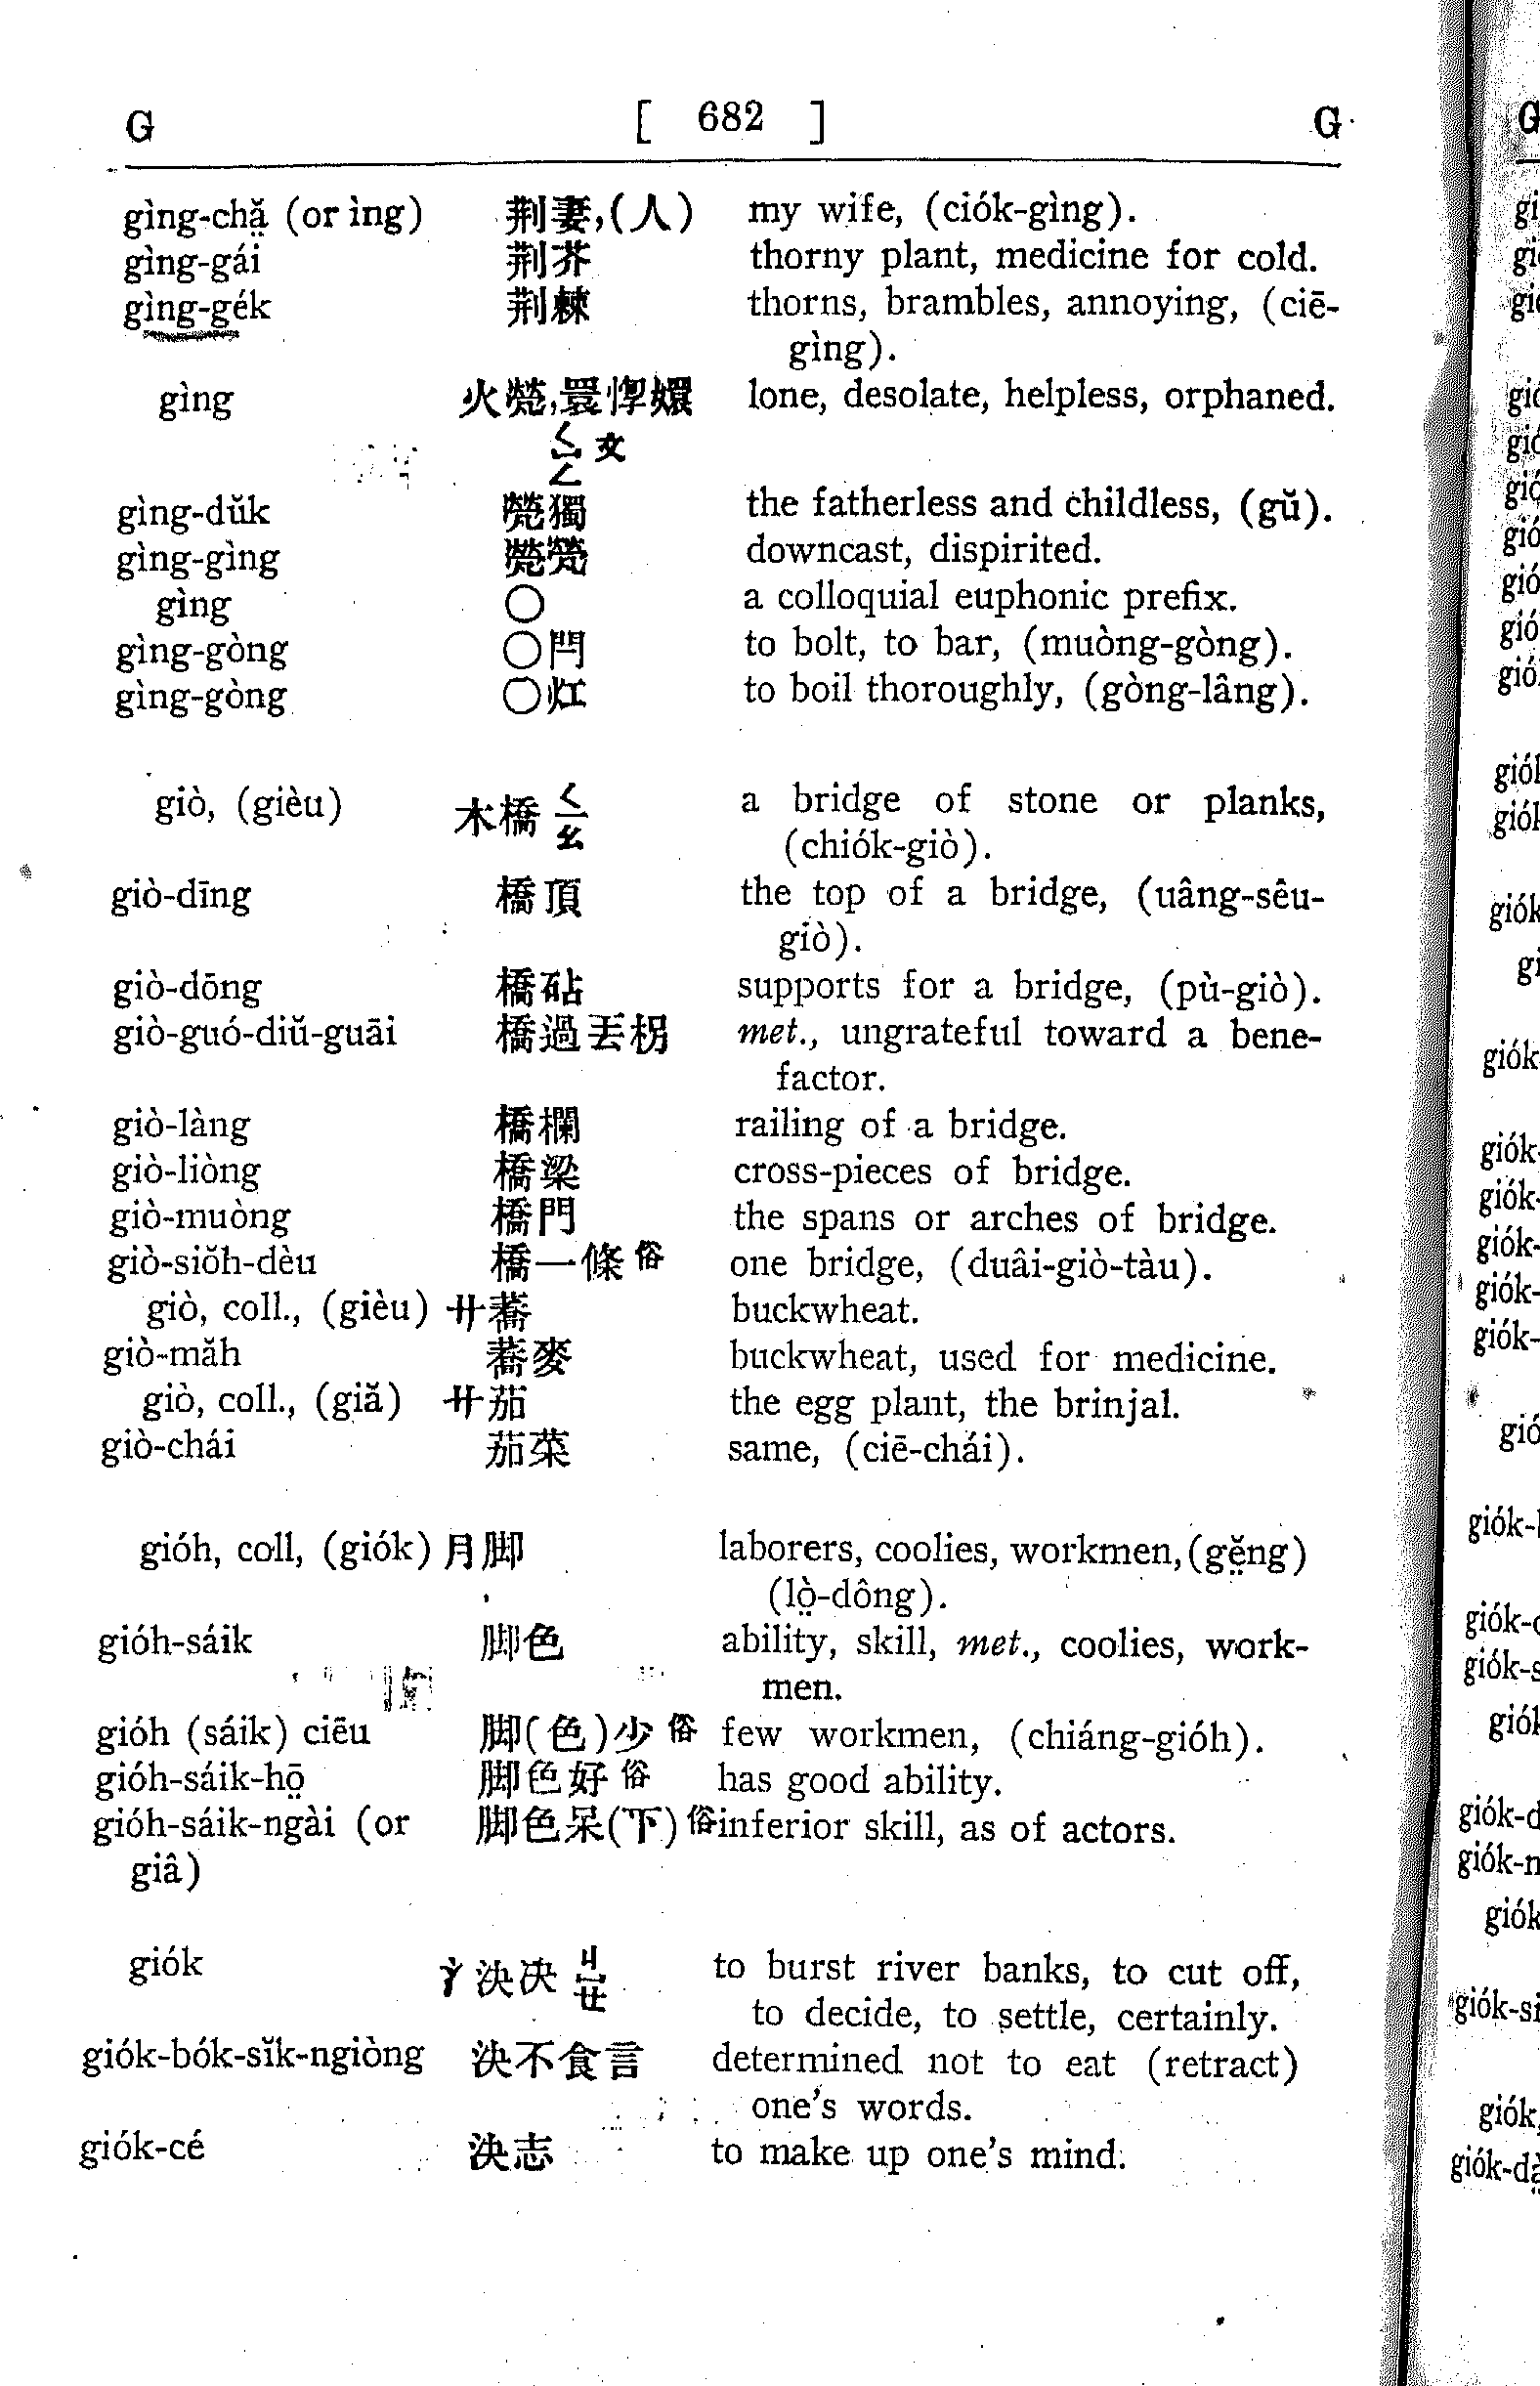 G [ 682 ] G
gìng-chă̤ (or ìng) 荆妻,(人) my wife, (ciók-gìng).
gìng-gái 荆芥 thorny plant, medicine for cold.
gìng-gék 荆棘 thorns, brambles, annoying, (ciē-
gìng).
gìng 火煢,睘惸嬛 lone, desolate, helpless, orphaned.
ㄑㄩㄥ 女
gìng-dŭk 煢獨 the fatherless and childless, (gŭ).
gìng-gìng 煢煢 downcast, dispirited.
gìng ○ a colloquial euphonic prefix.
gìng-gòng ○閂 to bolt, to bar, (muòng-gòng).
gìng-gòng ○灴 to boil thoroughly, (gòng-lâng).
giò, (gièu) 木橋 ㄑㄧㄠ a bridge of stone or planks,
(chiók-giò).
giò-dīng 橋頂 the top of a bridge, (uâng-sêu-
giò).
giò-dōng 橋砧 supports for a bridge, (pù-giò).
giò-guó-diŭ-guāi 橋過丟枴 met., ungrateful toward a bene-
factor.
giò-làng 橋欄 railing of a bridge.
giò-liòng 橋梁 cross-pieces of bridge.
giò-muòng 橋門 the spans or arches of bridge.
giò-siŏh-dèu 橋一條俗 one bridge, (duâi-giò-tàu).
giò, coll., (gièu) 艹蕎 buckwheat.
giò-măh 蕎麥 buckwheat, used for medicine.
giò, coll., (giă) 艹茄 the egg plant, the brinjal.
giò-chái 茄菜 same, (ciē-chái).
gióh, coll, (giók) 月脚 laborers, coolies, workmen, (gĕ̤ng)
(lò̤-dông).
gióh-sáik 脚色 ability, skill, met., coolies, work-
men.
gióh (sáik) ciēu 脚(色)少俗 few workmen, (chiáng-gióh).
gióh-sáik-hō̤ 脚色好俗 has good ability.
gióh-sáik-ngài (or 脚色呆(下)俗 inferior skill, as of actors.
giâ)
giók 氵決决 ㄐㄧㄝ to burst river banks, to cut off,
to decide, to settle, certainly.
giók-bók-sĭk-ngiòng 決不食言 determined not to eat (retract)
one's words.
giók-cé 決志 to make up one's mind.